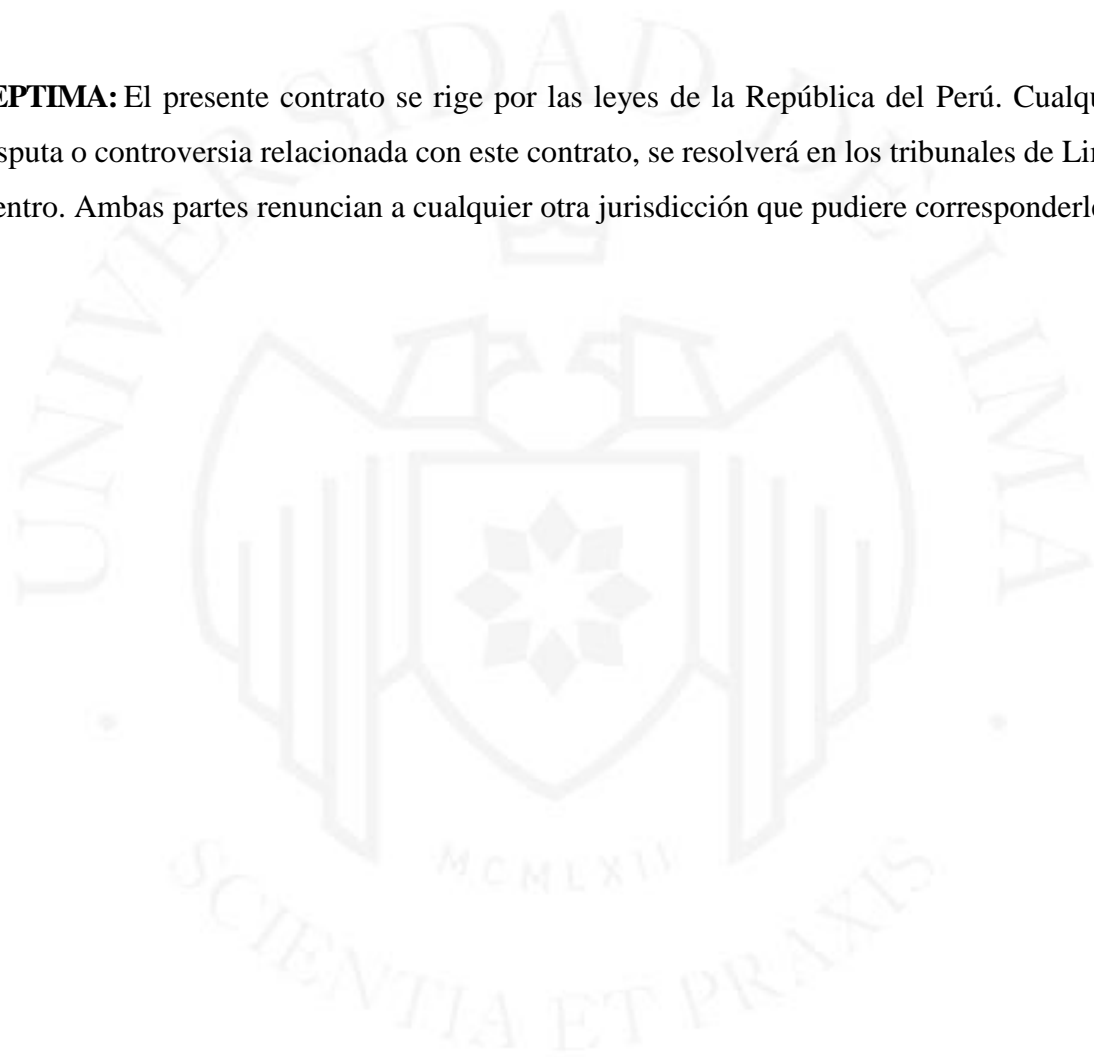 EPTIMA: El presente contrato se rige por las leyes de la República del Perú. Cualqu
sputa o controversia relacionada con este contrato, se resolverá en los tribunales de Li
entro. Ambas partes renuncian a cualquier otra jurisdicción que pudiere corresponderl
UNIVERSIDAD DE LIMA
MCMLXII
SCIENTIA ET PRAXIS